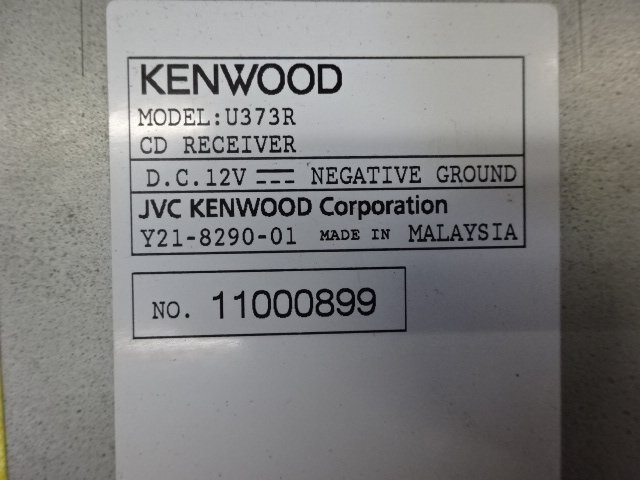 KENWOOD
MODEL:U373R
CD RECEIVER
D.C.12V ⎓ NEGATIVE GROUND
JVC KENWOOD Corporation
Y21-8290-01 MADE IN MALAYSIA
NO. 11000899